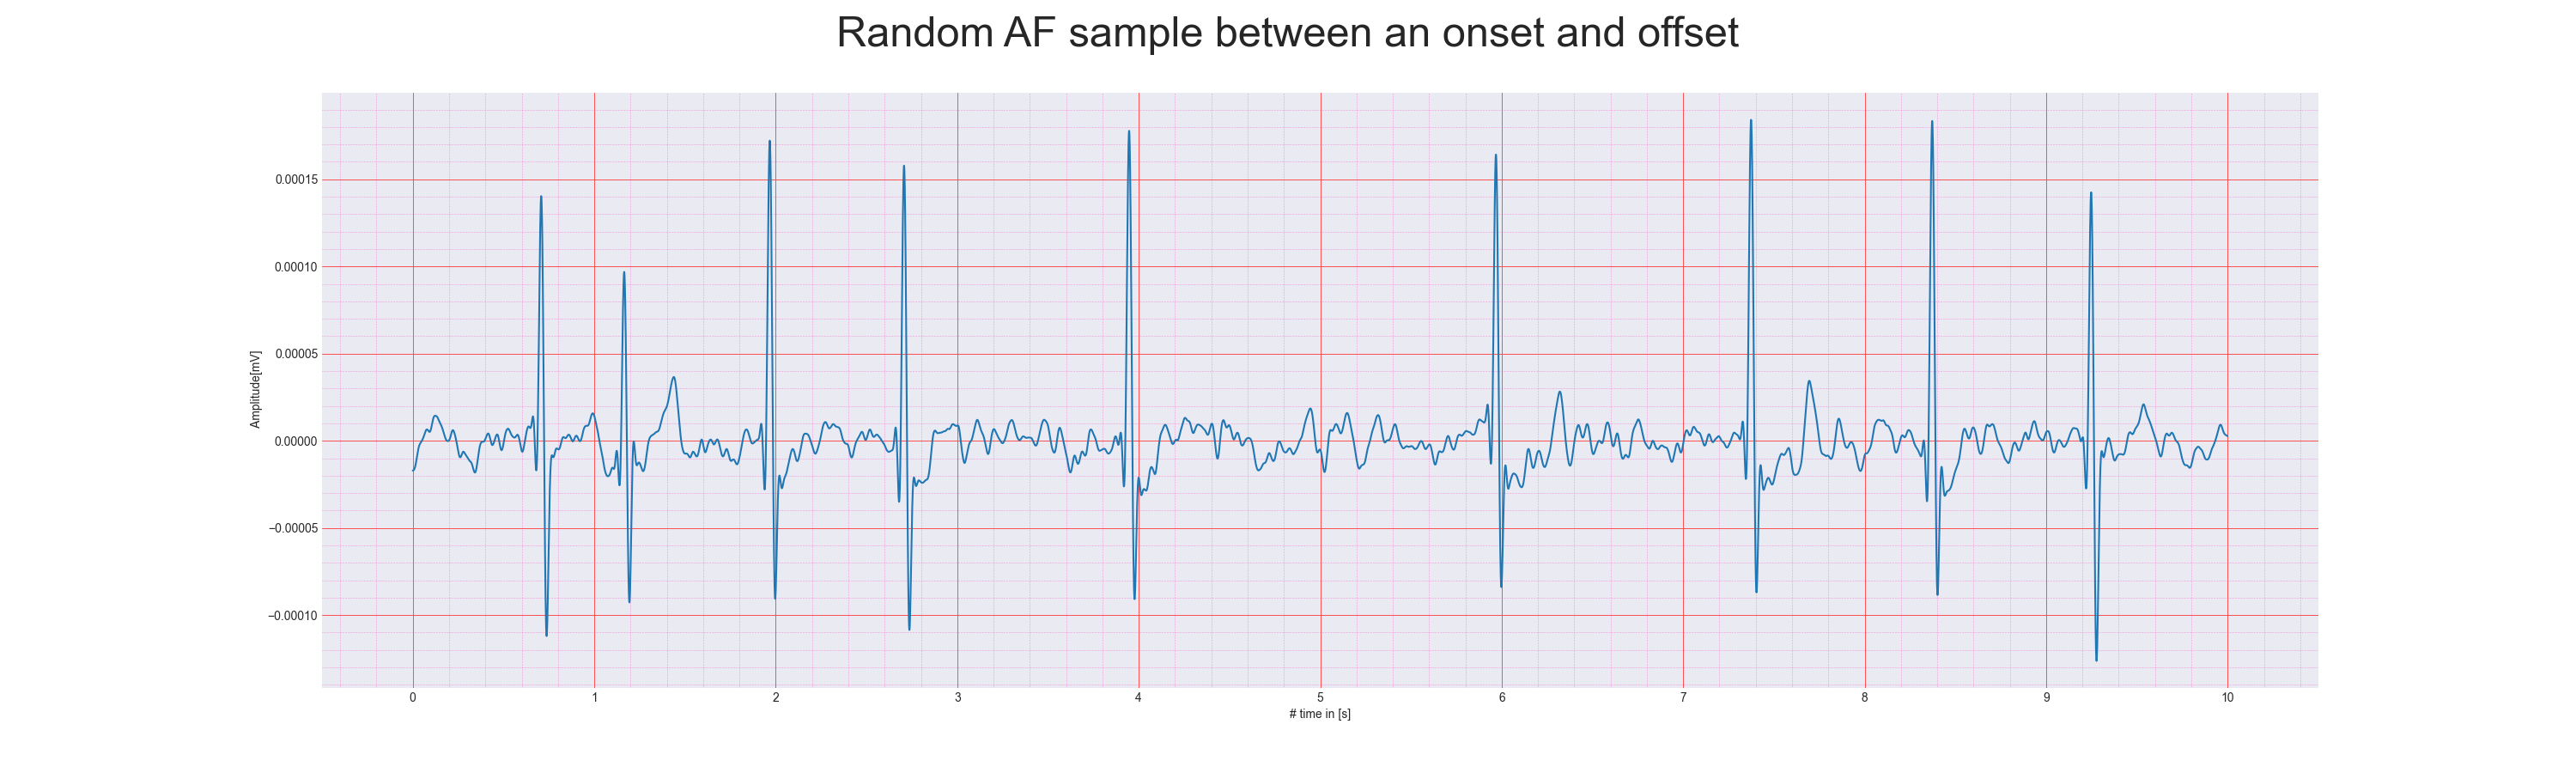 Random AF sample between an onset and offset
Amplitude[mV]
0.00015
0.00010
0.00005
0.00000
−0.00005
−0.00010
0 1 2 3 4 5 6 7 8 9 10
# time in [s]